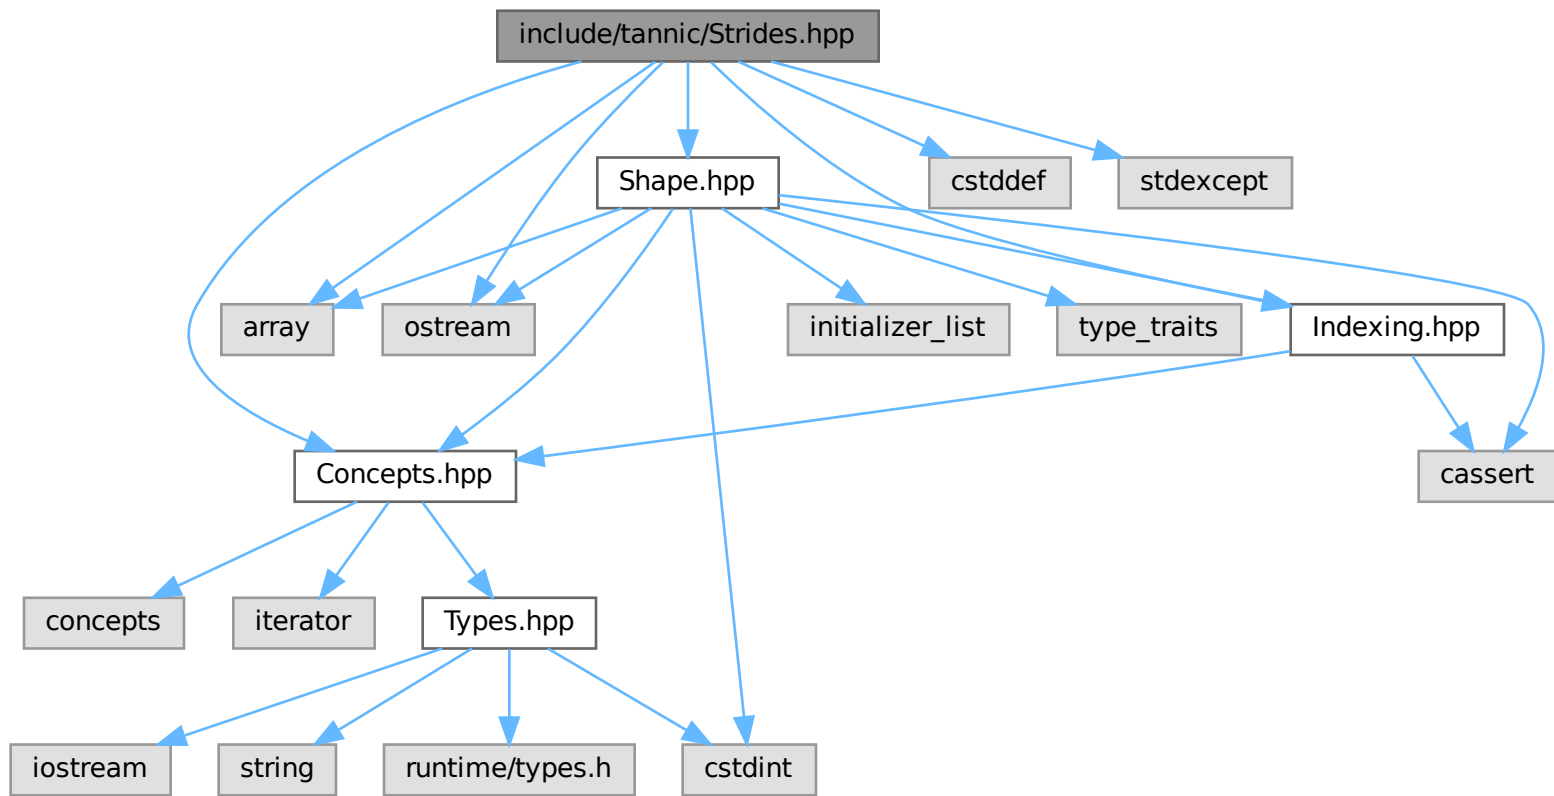 include/tannic/Strides.hpp
Shape.hpp
cstddef
stdexcept
array
ostream
initializer_list
type_traits
Indexing.hpp
Concepts.hpp
cassert
concepts
iterator
Types.hpp
iostream
string
runtime/types.h
cstdint